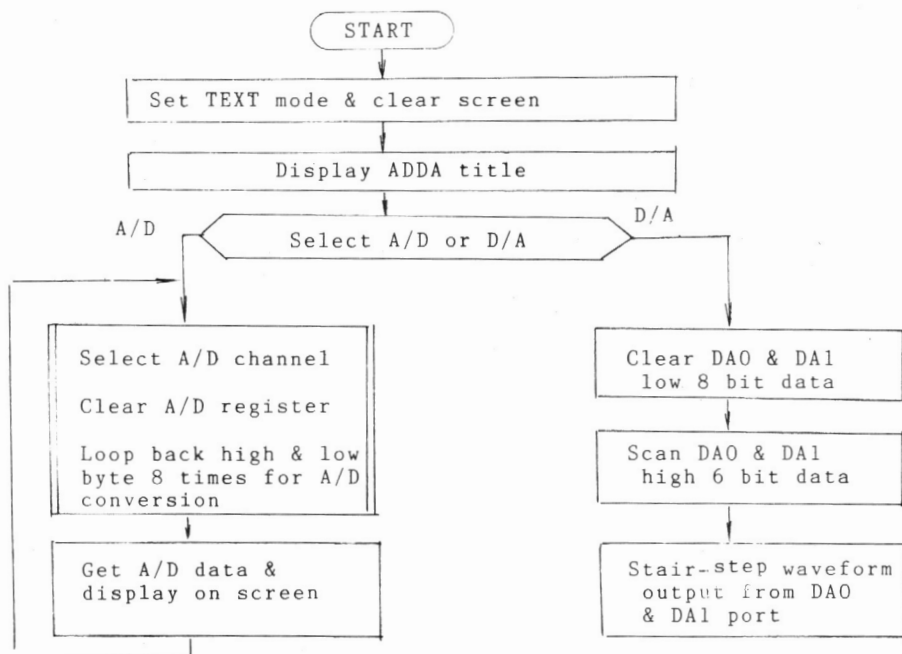 START
Set TEXT mode & clear screen
Display ADDA title
A/D
Select A/D or D/A
D/A
Select A/D channel
Clear A/D register
Loop back high & low
byte 8 times for A/D
conversion
Get A/D data &
display on screen
Clear DA0 & DA1
low 8 bit data
Scan DA0 & DA1
high 6 bit data
Stair-step waveform
output from DA0
& DA1 port